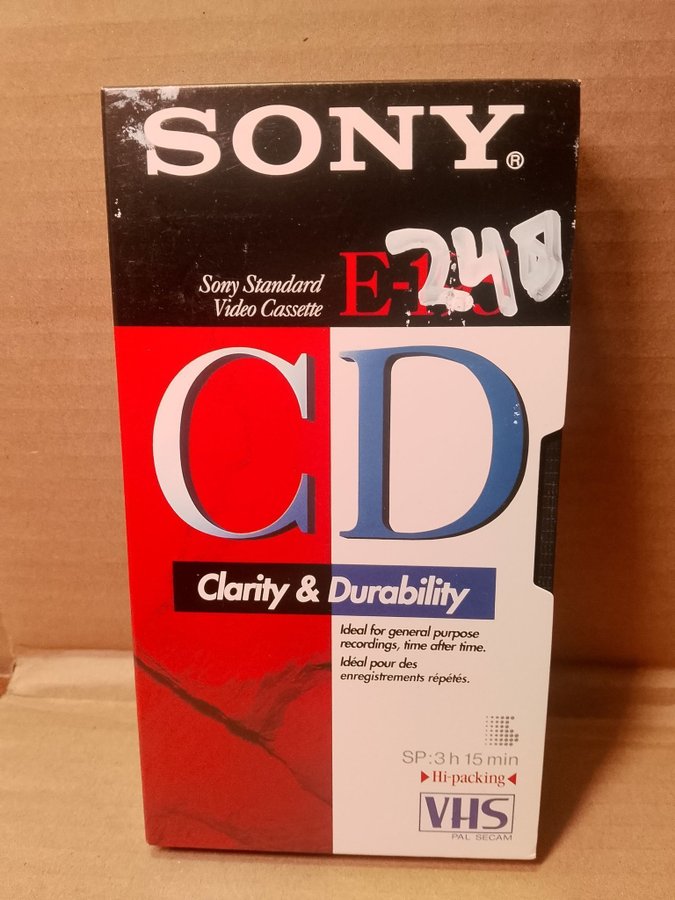 SONY®
240
Sony Standard
Video Cassette
CD
Clarity & Durability
Ideal for general purpose
recordings, time after time.
Idéal pour des
enregistrements répétés.
SP:3 h 15 min
▶Hi-packing◀
VHS
PAL SECAM